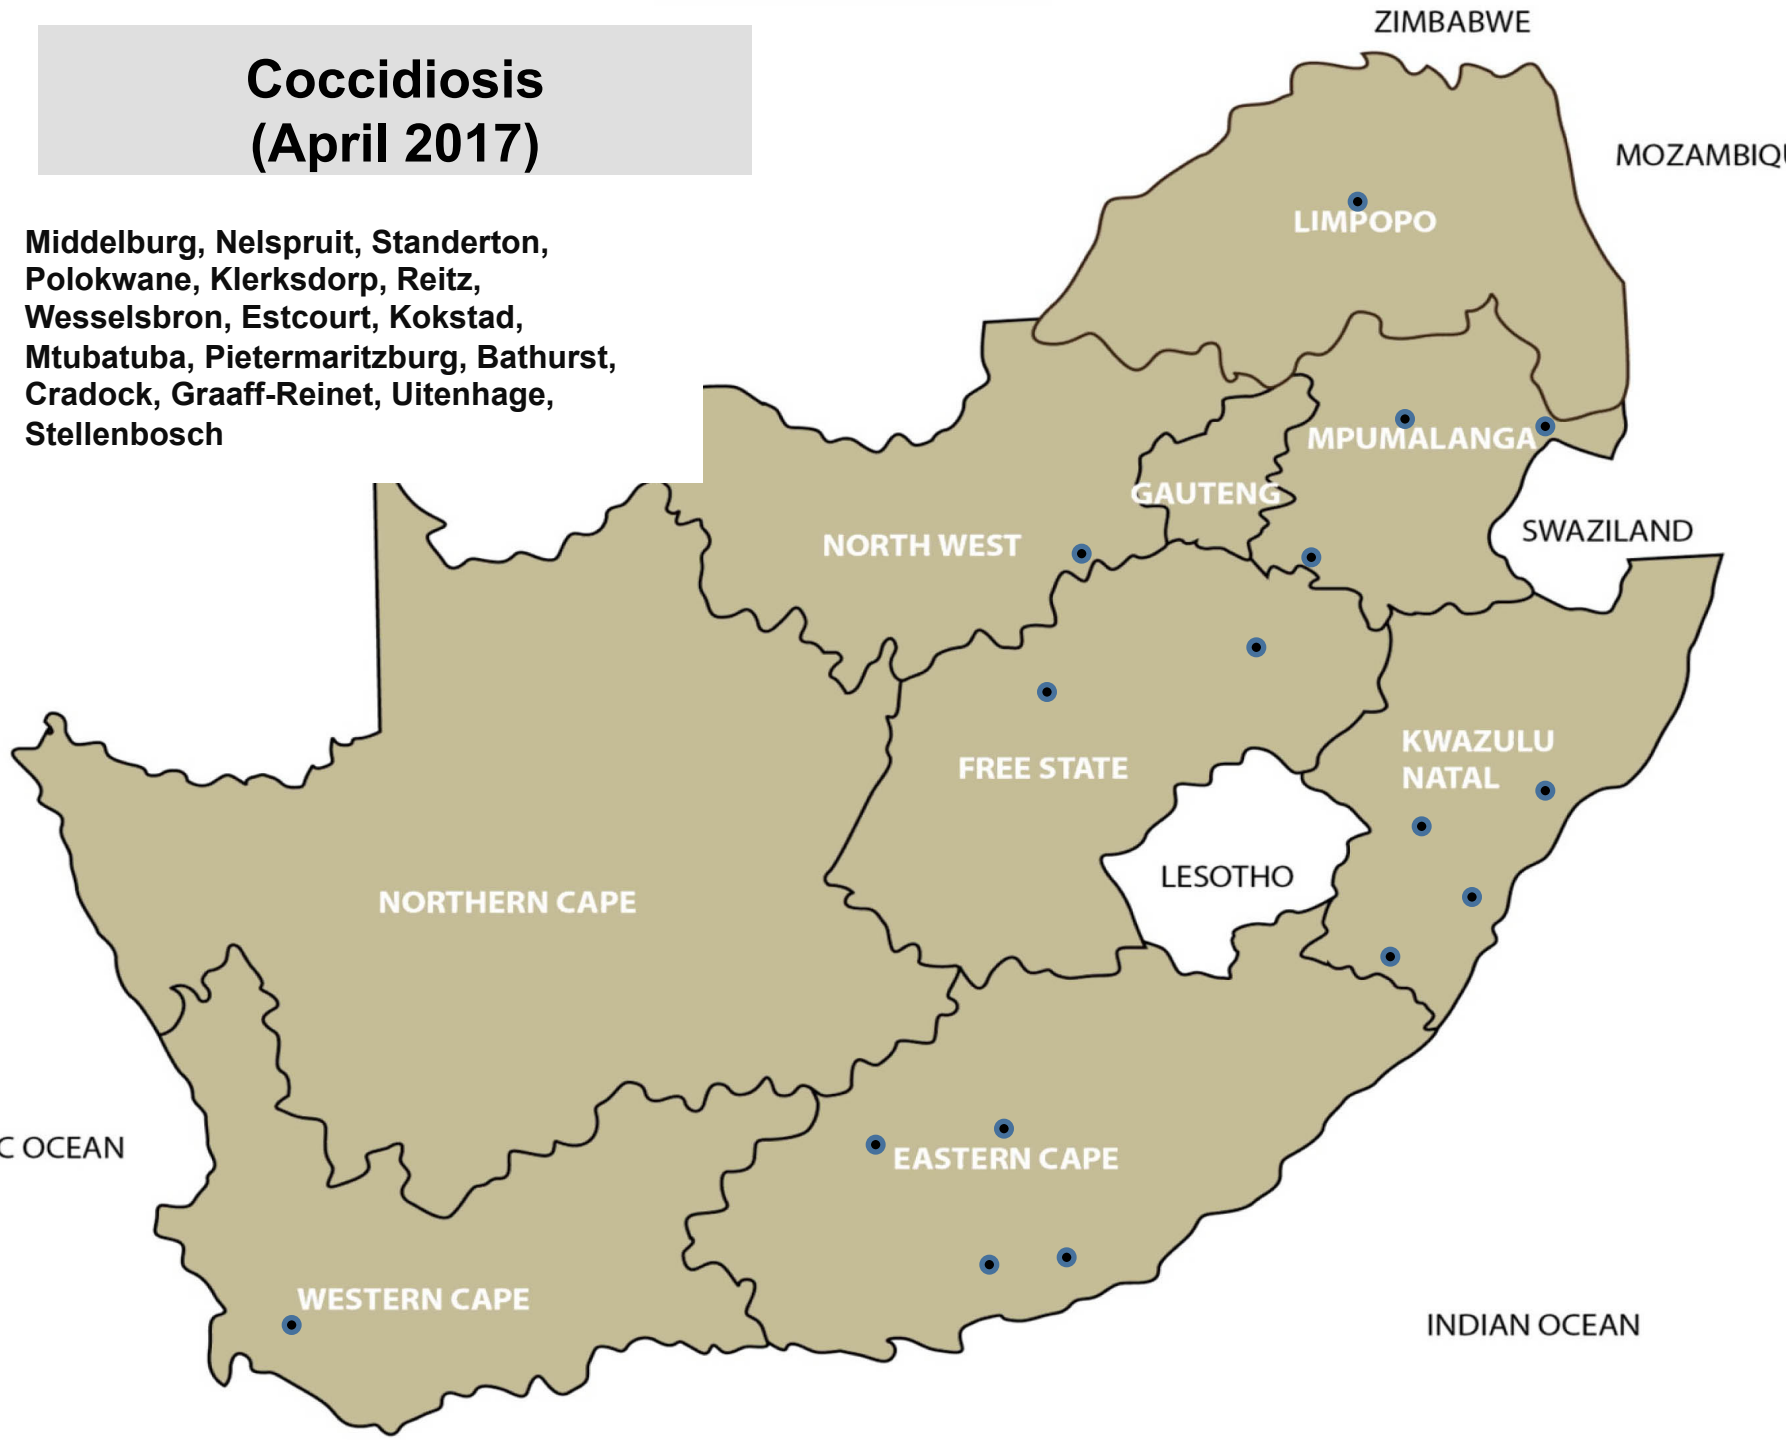 Coccidiosis
(April 2017)
Middelburg, Nelspruit, Standerton,
Polokwane, Klerksdorp, Reitz,
Wesselsbron, Estcourt, Kokstad,
Mtubatuba, Pietermaritzburg, Bathurst,
Cradock, Graaff-Reinet, Uitenhage,
Stellenbosch
ZIMBABWE
MOZAMBIQU
LIMPOPO
MPUMALANGA
GAUTENG
SWAZILAND
NORTH WEST
KWAZULU
NATAL
FREE STATE
LESOTHO
NORTHERN CAPE
C OCEAN
EASTERN CAPE
WESTERN CAPE
INDIAN OCEAN